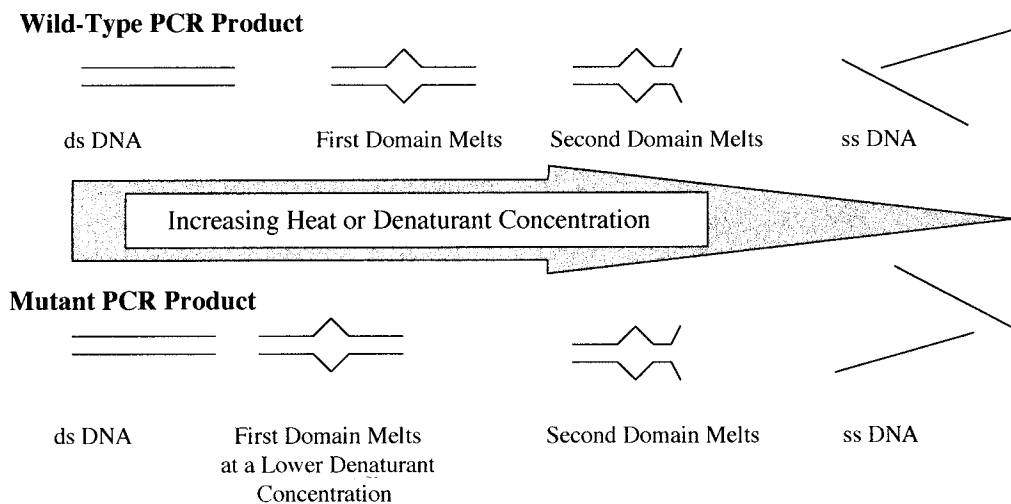 Wild-Type PCR Product
ds DNA
First Domain Melts
Second Domain Melts
ss DNA
Increasing Heat or Denaturant Concentration
Mutant PCR Product
ds DNA
First Domain Melts
at a Lower Denaturant
Concentration
Second Domain Melts
ss DNA